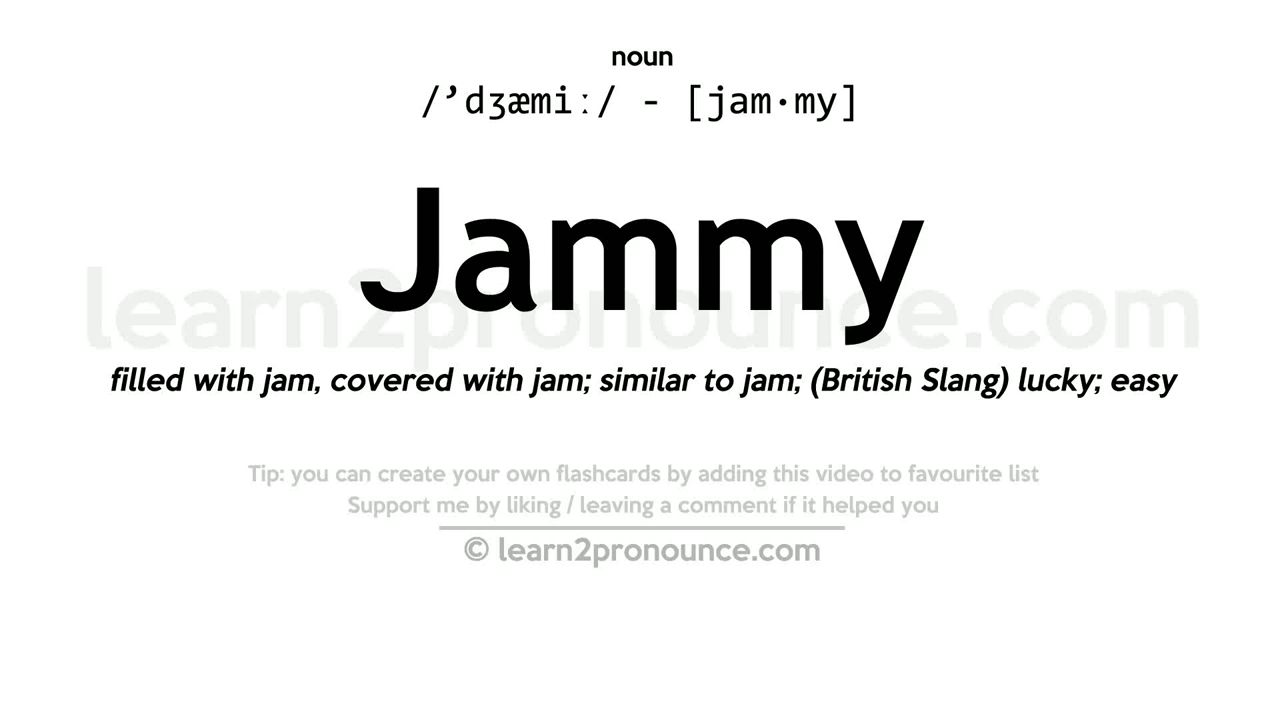 noun
/’dʒæmiː/ - [jam·my]
Jammy
learn2pronounce.com
filled with jam, covered with jam; similar to jam; (British Slang) lucky; easy
Tip: you can create your own flashcards by adding this video to favourite list
Support me by liking / leaving a comment if it helped you
© learn2pronounce.com